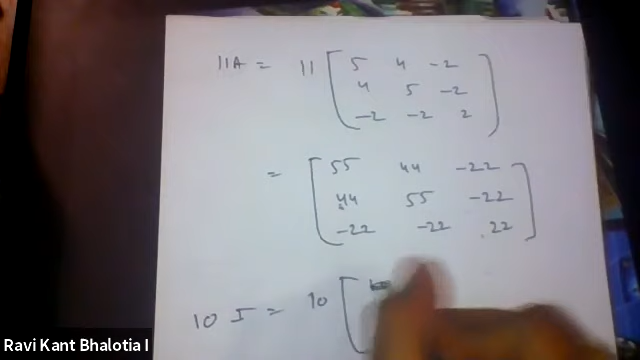 11A = 11 [ 5 4 -2
4 5 -2
-2 -2 2 ]
= [ 55 44 -22
44 55 -22
-22 -22 22 ]
10 I = 10 [
Ravi Kant Bhalotia I